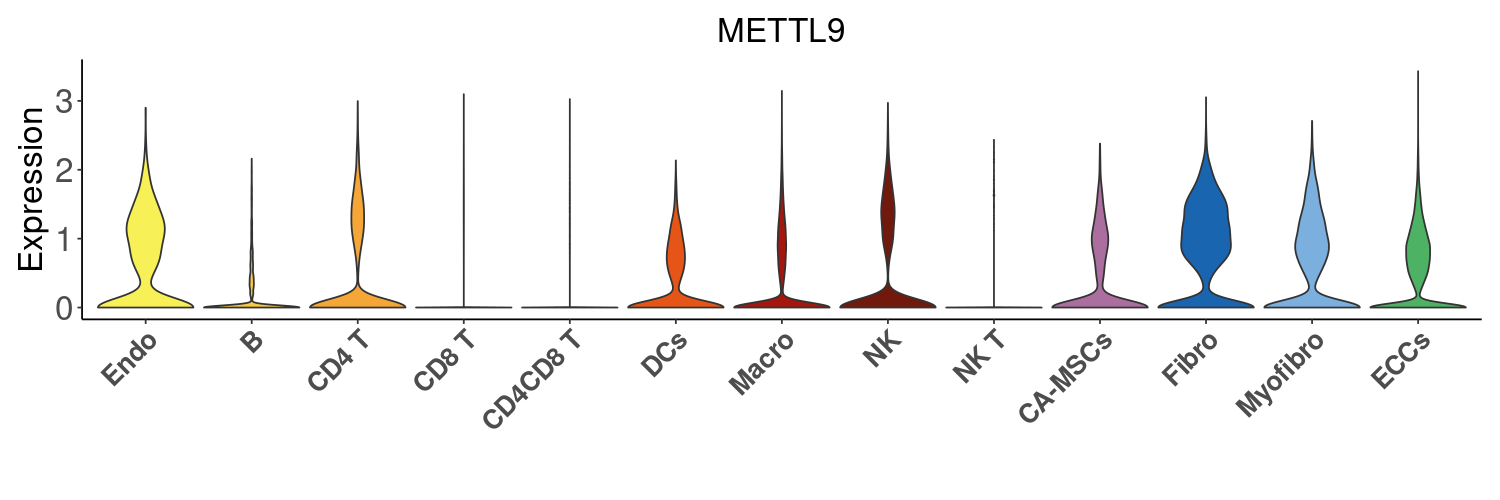 METTL9
Expression
3
2
1
0
Endo
B
CD4 T
CD8 T
CD4CD8 T
DCs
Macro
NK
NK T
CA-MSCs
Fibro
Myofibro
ECCs